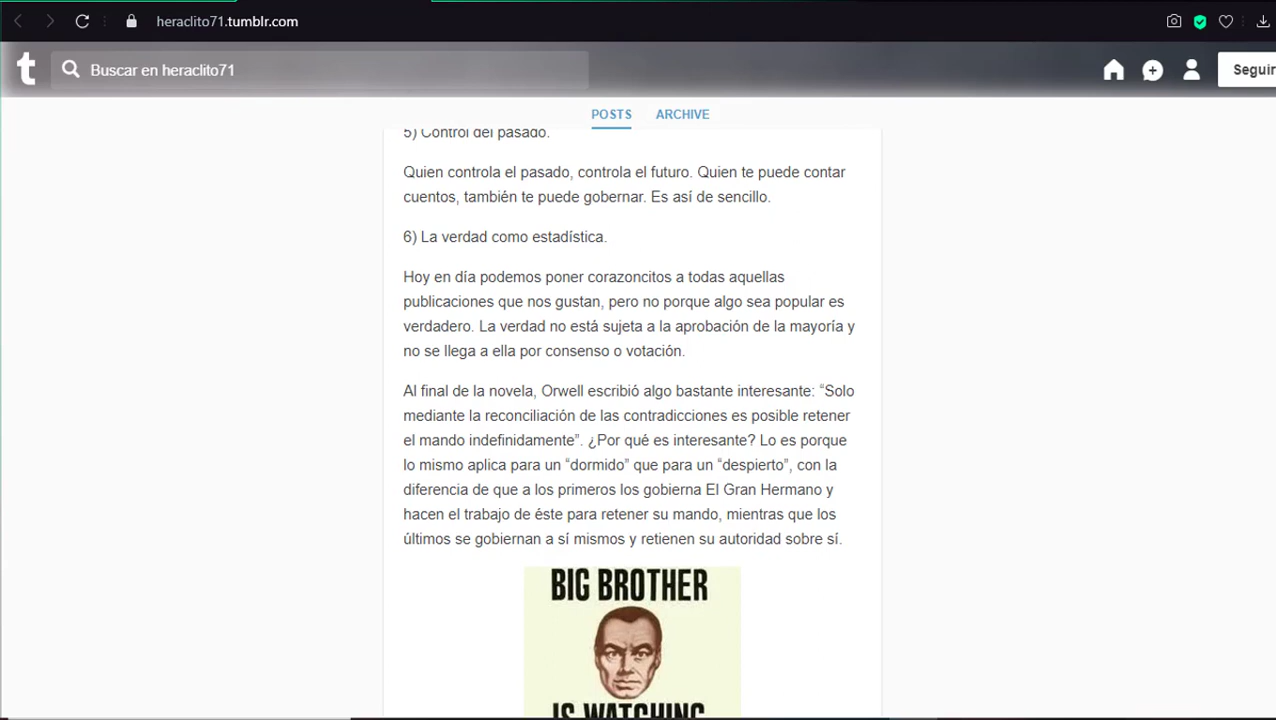 heraclito71.tumblr.com
t
Buscar en heraclito71
Seguir
POSTS ARCHIVE
5) Control del pasado.
Quien controla el pasado, controla el futuro. Quien te puede contar
cuentos, también te puede gobernar. Es así de sencillo.
6) La verdad como estadística.
Hoy en día podemos poner corazoncitos a todas aquellas
publicaciones que nos gustan, pero no porque algo sea popular es
verdadero. La verdad no está sujeta a la aprobación de la mayoría y
no se llega a ella por consenso o votación.
Al final de la novela, Orwell escribió algo bastante interesante: “Solo
mediante la reconciliación de las contradicciones es posible retener
el mando indefinidamente”. ¿Por qué es interesante? Lo es porque
lo mismo aplica para un “dormido” que para un “despierto”, con la
diferencia de que a los primeros los gobierna El Gran Hermano y
hacen el trabajo de éste para retener su mando, mientras que los
últimos se gobiernan a sí mismos y retienen su autoridad sobre sí.
BIG BROTHER
IS WATCHING